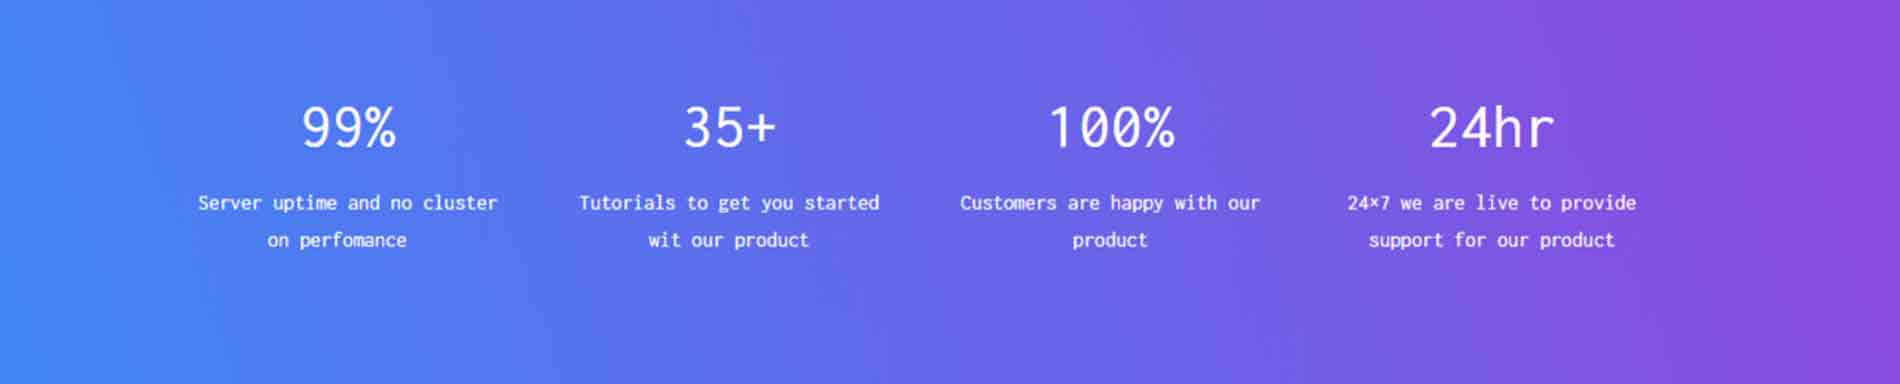 99%
Server uptime and no cluster
on perfomance
35+
Tutorials to get you started
wit our product
100%
Customers are happy with our
product
24hr
24×7 we are live to provide
support for our product